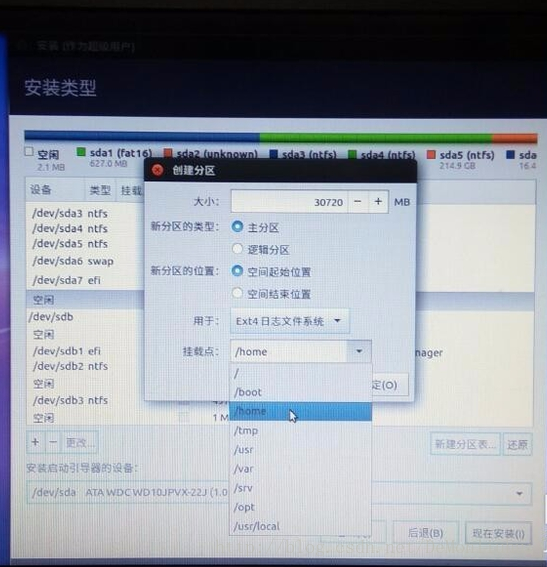 安装 (作为超级用户)
安装类型
空闲 sda1 (fat16) sda2 (unknown) sda3 (ntfs) sda4 (ntfs) sda5 (ntfs) sda
2.1 MB 627.0 MB 214.9 GB 16.4
创建分区
设备 类型 挂载
大小: 30720 − + MB
新分区的类型: 主分区
逻辑分区
新分区的位置: 空间起始位置
空间结束位置
用于: Ext4 日志文件系统
挂载点: /home
/dev/sda3 ntfs
/dev/sda4 ntfs
/dev/sda5 ntfs
/dev/sda6 swap
/dev/sda7 efi
空闲
/dev/sdb
空闲
/dev/sdb1 efi
nager
/dev/sdb2 ntfs
空闲
/dev/sdb3 ntfs
空闲 1 M
定(O)
/
/boot
/home
/tmp
/usr
/var
/srv
/opt
/usr/local
+ − 更改...
新建分区表... 还原
安装启动引导器的设备:
/dev/sda ATA WDC WD10JPVX-22J (1.0
后退(B) 现在安装(I)